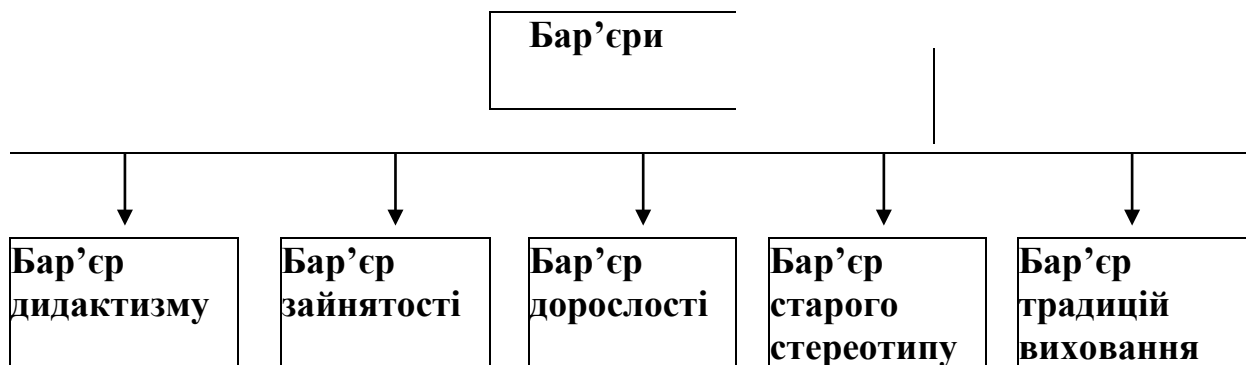 Бар’єри
Бар’єр дидактизму
Бар’єр зайнятості
Бар’єр дорослості
Бар’єр старого стереотипу
Бар’єр традицій виховання